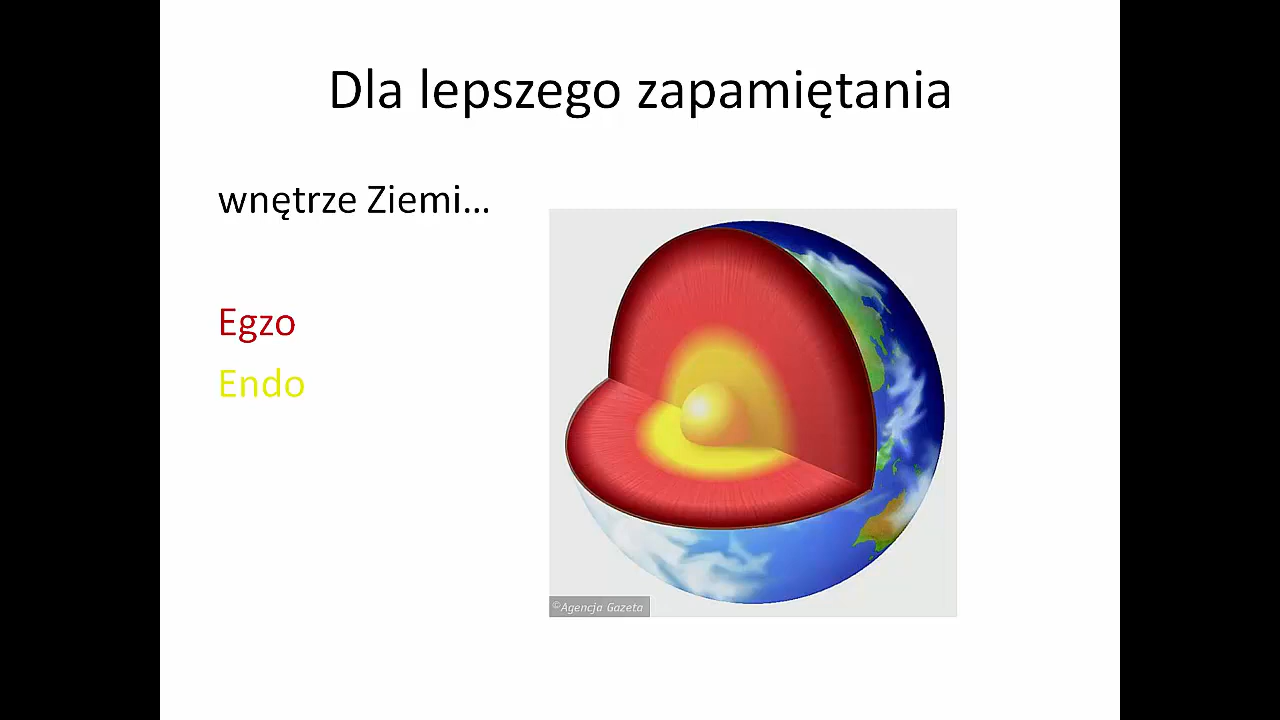 Dla lepszego zapamiętania
wnętrze Ziemi...
Egzo
Endo
©Agencja Gazeta